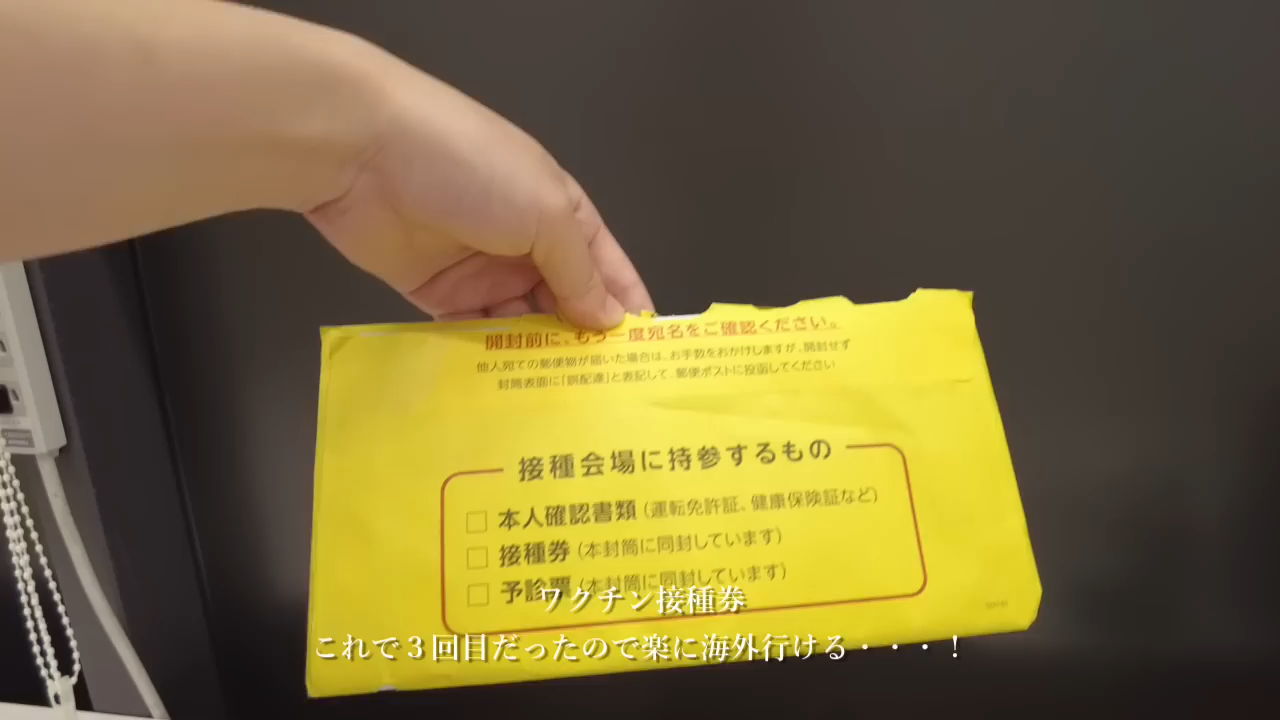 開封前に、もう一度宛名をご確認ください。
他人宛ての郵便物が届いた場合は、お手数をおかけしますが、開封せず
封筒表面に「誤配達」と表記して、郵便ポストに投函してください
接種会場に持参するもの
□ 本人確認書類（運転免許証、健康保険証など）
□ 接種券（本封筒に同封しています）
□ 予診票（本封筒に同封しています）
ワクチン接種券
これで３回目だったので楽に海外行ける・・・！